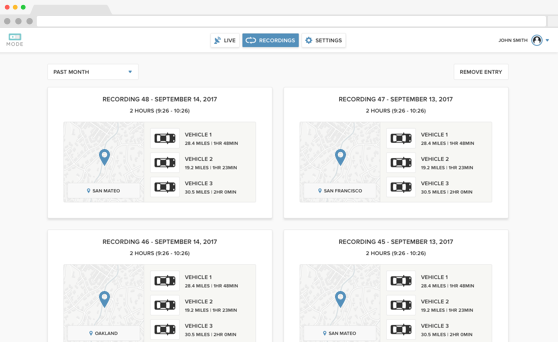 MODE
LIVE
RECORDINGS
SETTINGS
JOHN SMITH
PAST MONTH
REMOVE ENTRY
RECORDING 48 - SEPTEMBER 14, 2017
2 HOURS (9:26 - 10:26)
VEHICLE 1
28.4 MILES | 1HR 48MIN
VEHICLE 2
19.2 MILES | 1HR 23MIN
VEHICLE 3
30.5 MILES | 2HR 0MIN
SAN MATEO
RECORDING 47 - SEPTEMBER 13, 2017
2 HOURS (9:26 - 10:26)
VEHICLE 1
28.4 MILES | 1HR 48MIN
VEHICLE 2
19.2 MILES | 1HR 23MIN
VEHICLE 3
30.5 MILES | 2HR 0MIN
SAN FRANCISCO
RECORDING 46 - SEPTEMBER 14, 2017
2 HOURS (9:26 - 10:26)
VEHICLE 1
28.4 MILES | 1HR 48MIN
VEHICLE 2
19.2 MILES | 1HR 23MIN
VEHICLE 3
30.5 MILES | 2HR 0MIN
OAKLAND
RECORDING 45 - SEPTEMBER 13, 2017
2 HOURS (9:26 - 10:26)
VEHICLE 1
28.4 MILES | 1HR 48MIN
VEHICLE 2
19.2 MILES | 1HR 23MIN
VEHICLE 3
30.5 MILES | 2HR 0MIN
SAN MATEO